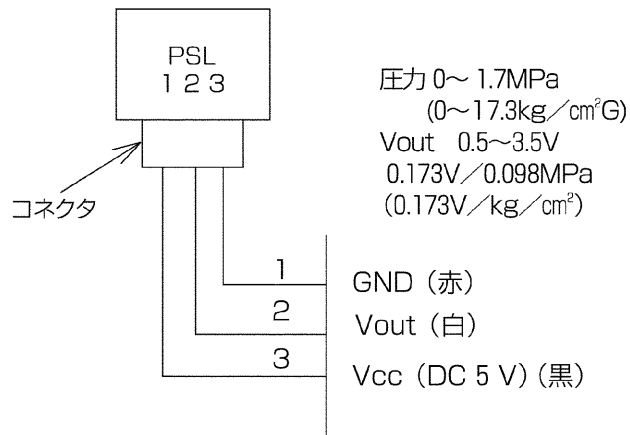 PSL
1 2 3
圧力 0～ 1.7MPa
(0～17.3kg／cm²G)
Vout 0.5～3.5V
0.173V／0.098MPa
(0.173V／kg／cm²)
コネクタ
1
GND (赤)
2
Vout (白)
3
Vcc (DC 5 V) (黒)